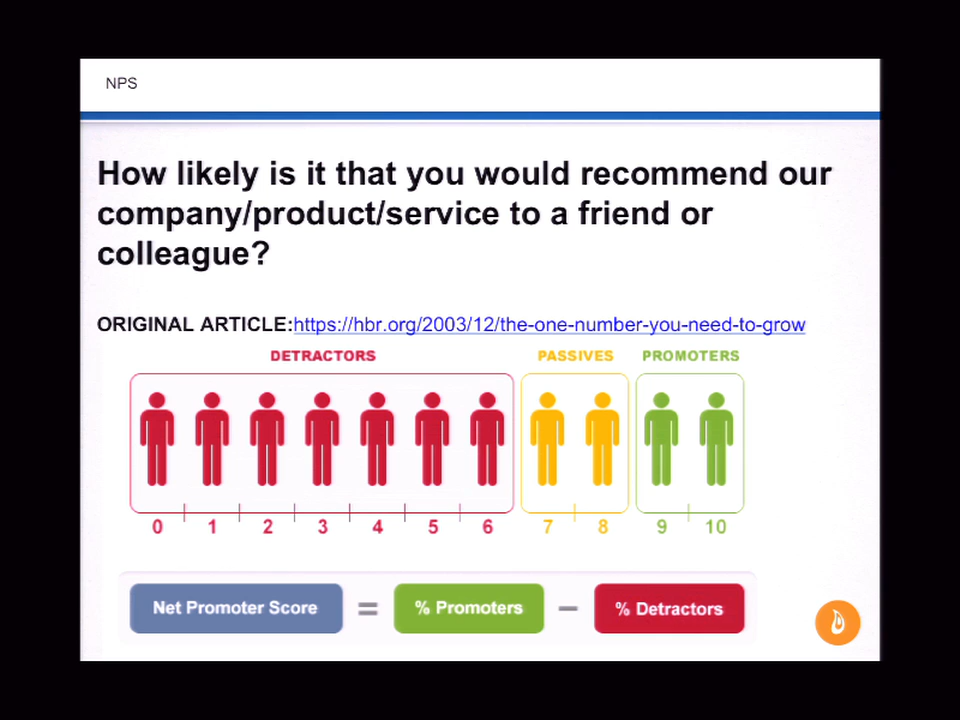 NPS
How likely is it that you would recommend our
company/product/service to a friend or
colleague?
ORIGINAL ARTICLE:https://hbr.org/2003/12/the-one-number-you-need-to-grow
DETRACTORS PASSIVES PROMOTERS
0 1 2 3 4 5 6 7 8 9 10
Net Promoter Score = % Promoters − % Detractors